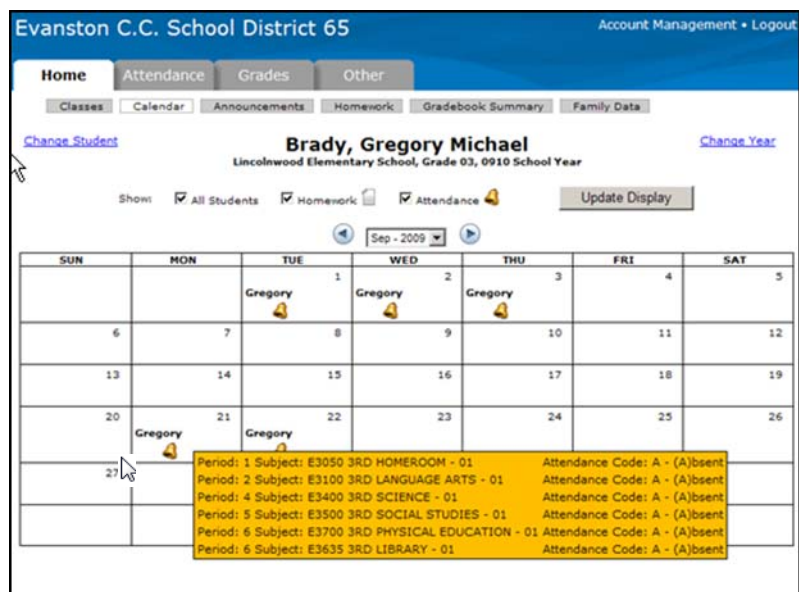 Evanston C.C. School District 65
Account Management • Logout
Home Attendance Grades Other
Classes Calendar Announcements Homework Gradebook Summary Family Data
Change Student
Brady, Gregory Michael
Change Year
Lincolnwood Elementary School, Grade 03, 0910 School Year
Show: All Students Homework Attendance Update Display
Sep - 2009
SUN MON TUE WED THU FRI SAT
1 2 3 4 5
Gregory Gregory Gregory
6 7 8 9 10 11 12
13 14 15 16 17 18 19
20 21 22 23 24 25 26
Gregory Gregory
27
Period: 1 Subject: E3050 3RD HOMEROOM - 01 Attendance Code: A - (A)bsent
Period: 2 Subject: E3100 3RD LANGUAGE ARTS - 01 Attendance Code: A - (A)bsent
Period: 4 Subject: E3400 3RD SCIENCE - 01 Attendance Code: A - (A)bsent
Period: 5 Subject: E3500 3RD SOCIAL STUDIES - 01 Attendance Code: A - (A)bsent
Period: 6 Subject: E3700 3RD PHYSICAL EDUCATION - 01 Attendance Code: A - (A)bsent
Period: 6 Subject: E3635 3RD LIBRARY - 01 Attendance Code: A - (A)bsent